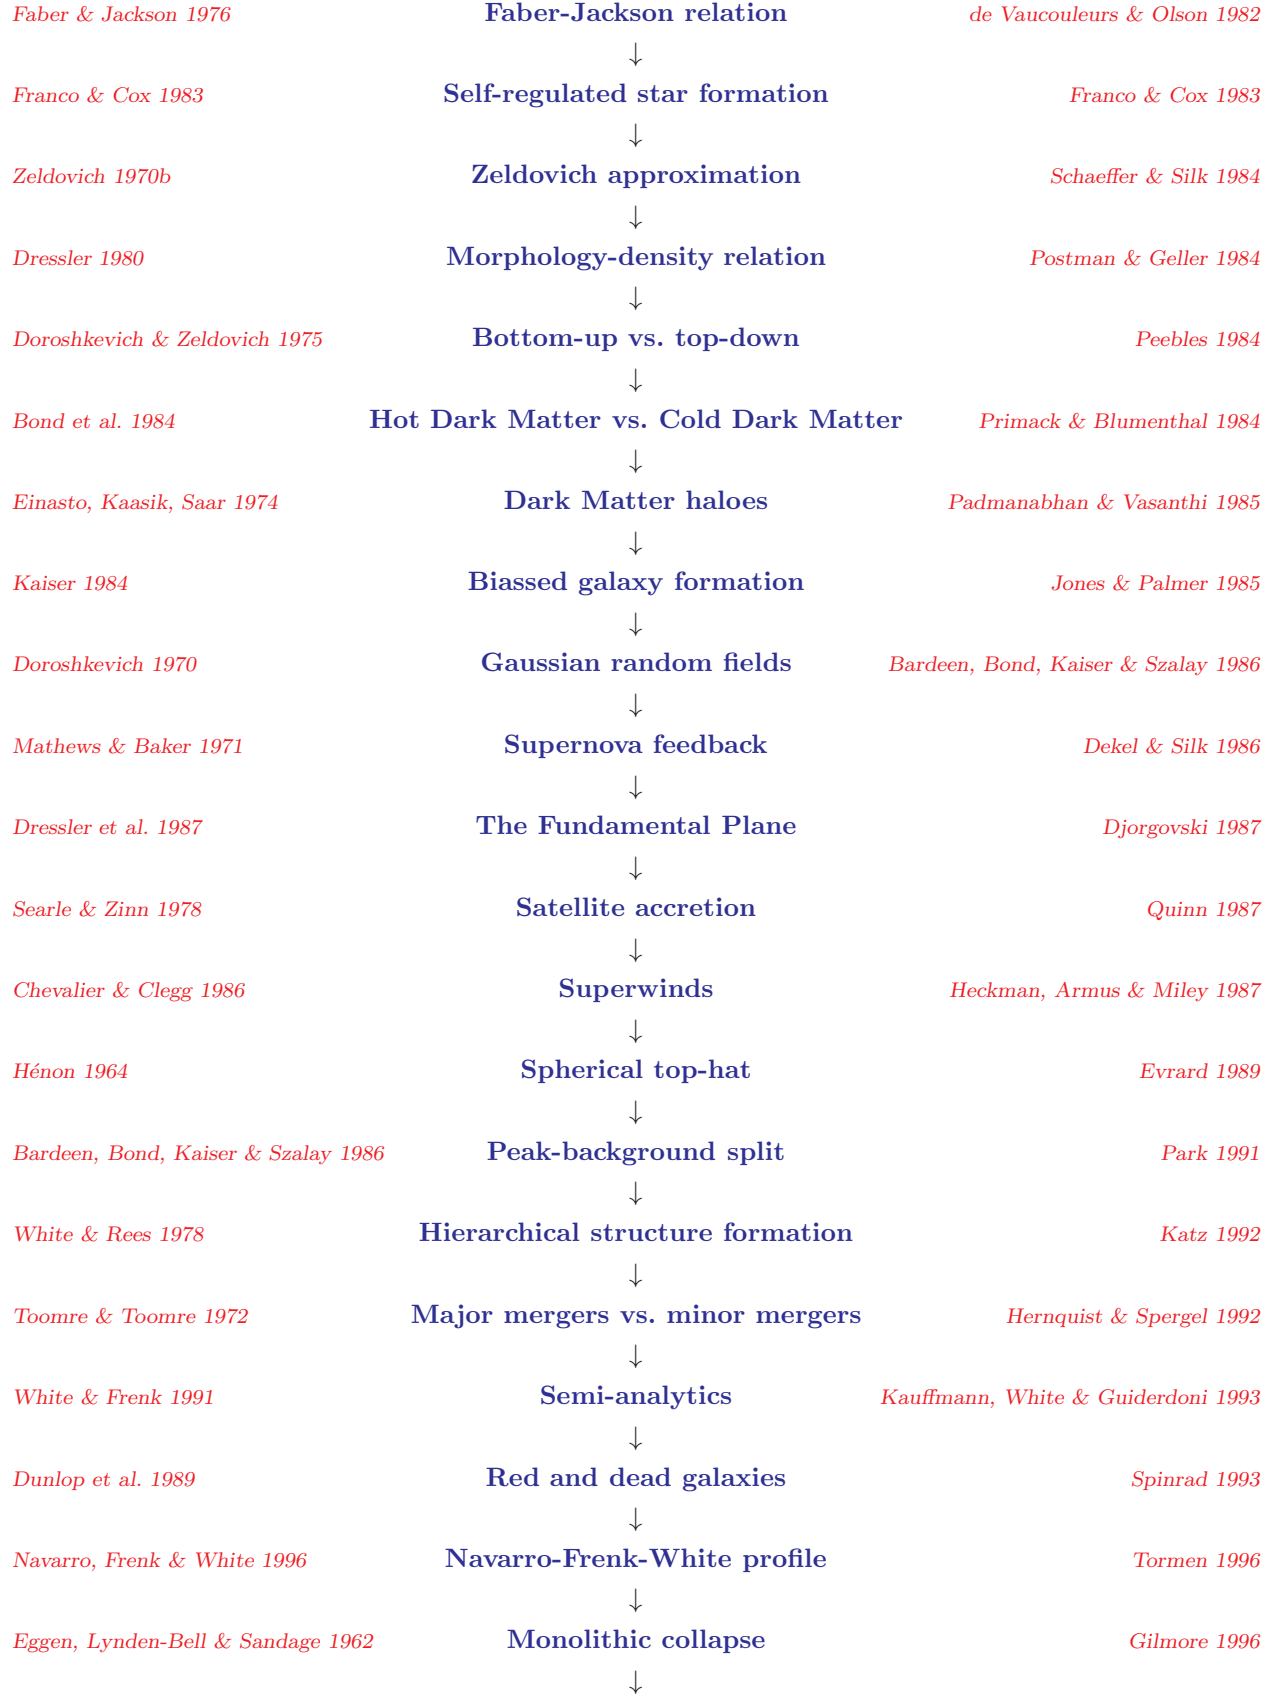 Faber & Jackson 1976 Faber-Jackson relation de Vaucouleurs & Olson 1982
↓
Franco & Cox 1983 Self-regulated star formation Franco & Cox 1983
↓
Zeldovich 1970b Zeldovich approximation Schaeffer & Silk 1984
↓
Dressler 1980 Morphology-density relation Postman & Geller 1984
↓
Doroshkevich & Zeldovich 1975 Bottom-up vs. top-down Peebles 1984
↓
Bond et al. 1984 Hot Dark Matter vs. Cold Dark Matter Primack & Blumenthal 1984
↓
Einasto, Kaasik, Saar 1974 Dark Matter haloes Padmanabhan & Vasanthi 1985
↓
Kaiser 1984 Biassed galaxy formation Jones & Palmer 1985
↓
Doroshkevich 1970 Gaussian random fields Bardeen, Bond, Kaiser & Szalay 1986
↓
Mathews & Baker 1971 Supernova feedback Dekel & Silk 1986
↓
Dressler et al. 1987 The Fundamental Plane Djorgovski 1987
↓
Searle & Zinn 1978 Satellite accretion Quinn 1987
↓
Chevalier & Clegg 1986 Superwinds Heckman, Armus & Miley 1987
↓
Hénon 1964 Spherical top-hat Evrard 1989
↓
Bardeen, Bond, Kaiser & Szalay 1986 Peak-background split Park 1991
↓
White & Rees 1978 Hierarchical structure formation Katz 1992
↓
Toomre & Toomre 1972 Major mergers vs. minor mergers Hernquist & Spergel 1992
↓
White & Frenk 1991 Semi-analytics Kauffmann, White & Guiderdoni 1993
↓
Dunlop et al. 1989 Red and dead galaxies Spinrad 1993
↓
Navarro, Frenk & White 1996 Navarro-Frenk-White profile Tormen 1996
↓
Eggen, Lynden-Bell & Sandage 1962 Monolithic collapse Gilmore 1996
↓